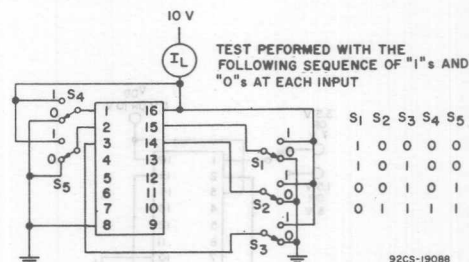 10 V
IL
TEST PEFORMED WITH THE
FOLLOWING SEQUENCE OF "1"s AND
"0"s AT EACH INPUT
1 S4
0
1
0
S5
1 16
2 15
3 14
4 13
5 12
6 11
7 10
8 9
1
0
S1
1
0
S2
1
0
S3
S1 S2 S3 S4 S5
1 0 0 0 0
1 0 1 0 0
0 0 1 0 1
0 1 1 1 1
92CS-19088